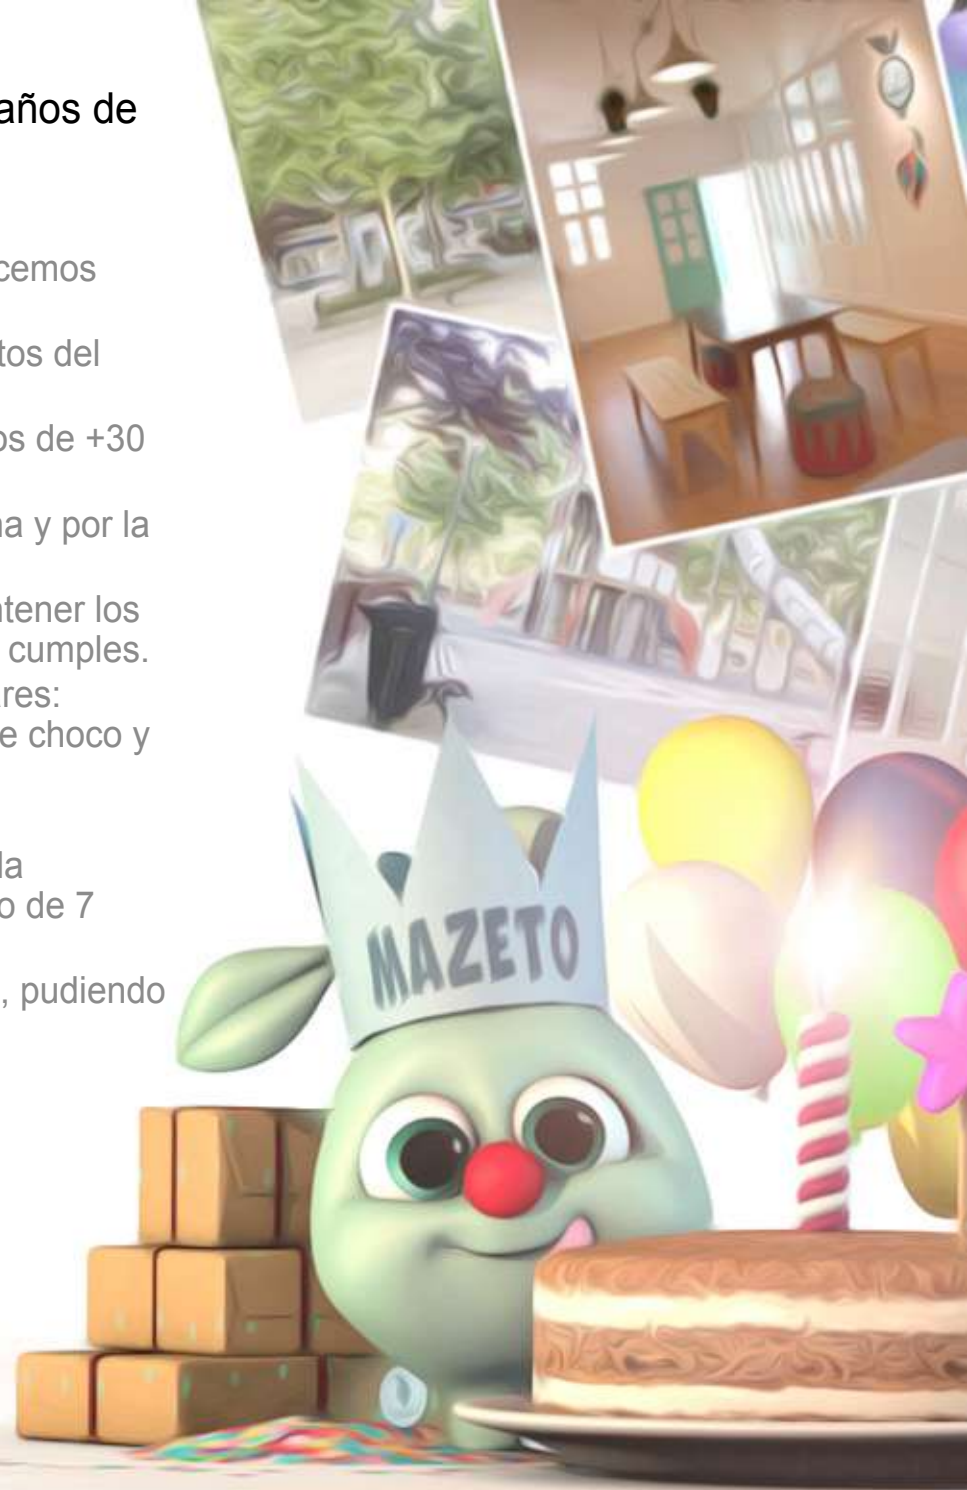 años de
cemos
tos del
os de +30
na y por la
ntener los
cumples.
res:
e choco y
la
o de 7
, pudiendo
MAZETO